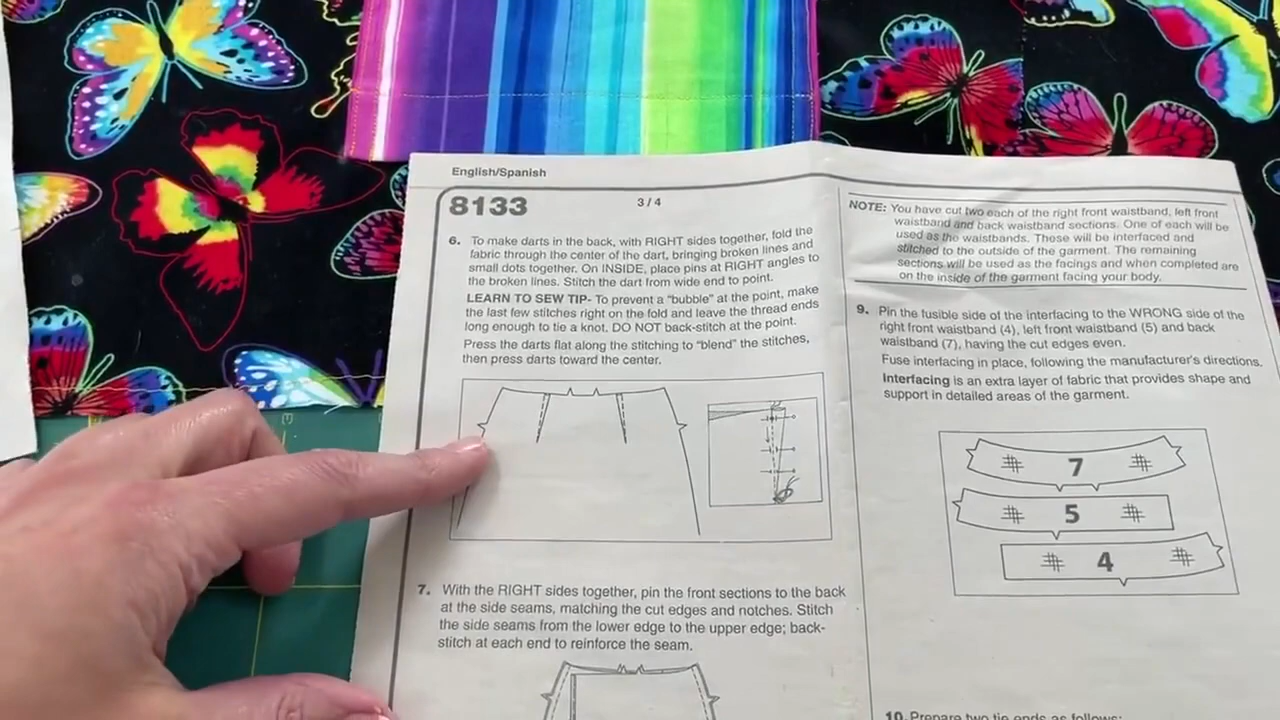 English/Spanish
8133
3 / 4
6. To make darts in the back, with RIGHT sides together, fold the
fabric through the center of the dart, bringing broken lines and
small dots together. On INSIDE, place pins at RIGHT angles to
the broken lines. Stitch the dart from wide end to point.
LEARN TO SEW TIP- To prevent a "bubble" at the point, make
the last few stitches right on the fold and leave the thread ends
long enough to tie a knot. DO NOT back-stitch at the point.
Press the darts flat along the stitching to "blend" the stitches,
then press darts toward the center.
7. With the RIGHT sides together, pin the front sections to the back
at the side seams, matching the cut edges and notches. Stitch
the side seams from the lower edge to the upper edge; back-
stitch at each end to reinforce the seam.
NOTE: You have cut two each of the right front waistband, left front
waistband and back waistband sections. One of each will be
used as the waistbands. These will be interfaced and
stitched to the outside of the garment. The remaining
sections will be used as the facings and when completed are
on the inside of the garment facing your body.
9. Pin the fusible side of the interfacing to the WRONG side of the
right front waistband (4), left front waistband (5) and back
waistband (7), having the cut edges even.
Fuse interfacing in place, following the manufacturer's directions.
Interfacing is an extra layer of fabric that provides shape and
support in detailed areas of the garment.
7
5
4
10. Prepare two tie ends as follows: